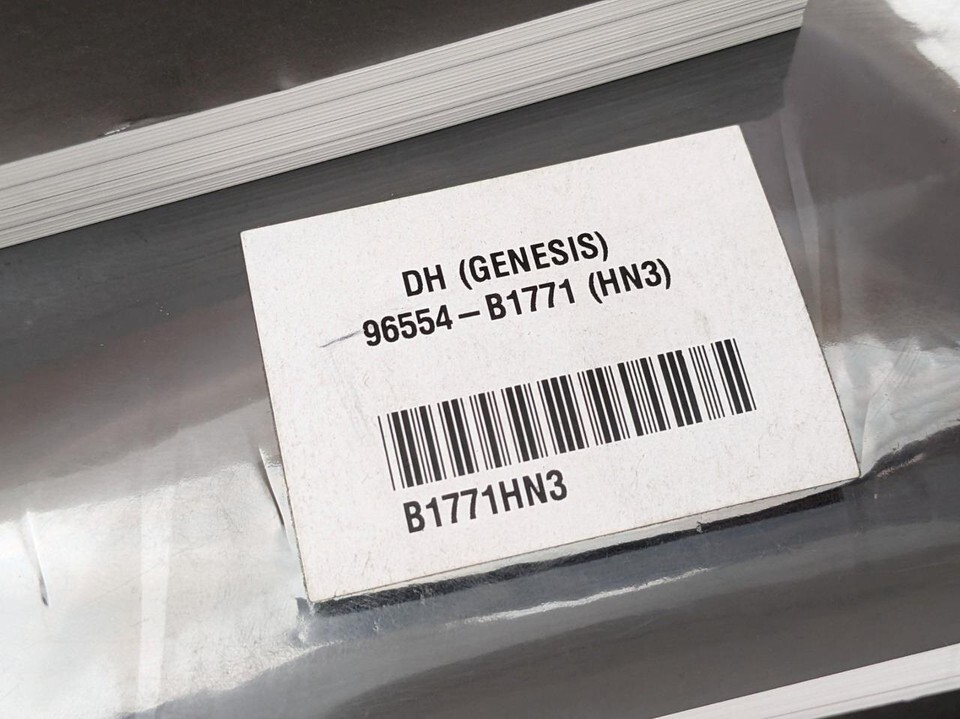 DH (GENESIS)
96554-B1771 (HN3)
B1771HN3